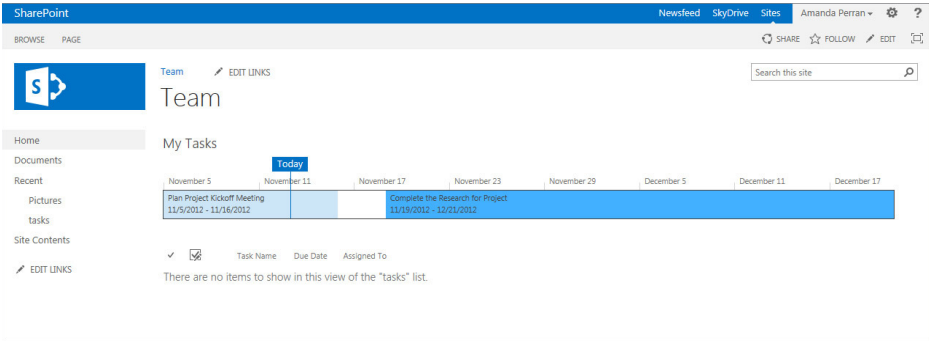 SharePoint Newsfeed SkyDrive Sites Amanda Perran ?
BROWSE PAGE SHARE FOLLOW EDIT
S
Team EDIT LINKS Search this site
Team
Home
Documents
Recent
Pictures
tasks
Site Contents
EDIT LINKS
My Tasks
Today
November 5 November 11 November 17 November 23 November 29 December 5 December 11 December 17
Plan Project Kickoff Meeting Complete the Research for Project
11/5/2012 - 11/16/2012 11/19/2012 - 12/21/2012
Task Name Due Date Assigned To
There are no items to show in this view of the "tasks" list.